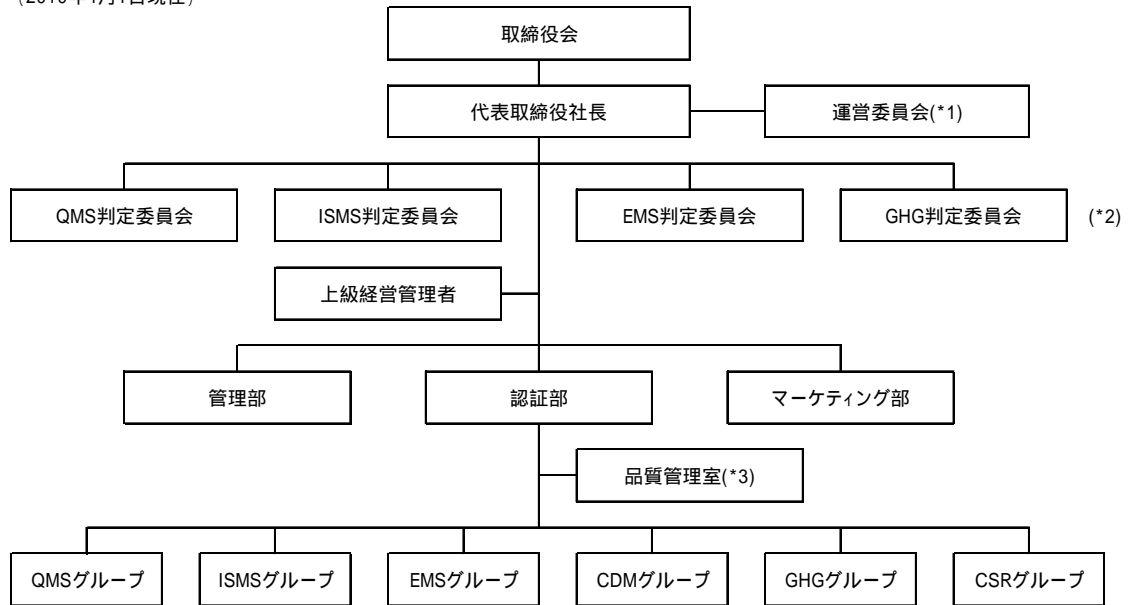 取締役会
代表取締役社長
運営委員会(*1)
QMS判定委員会
ISMS判定委員会
EMS判定委員会
GHG判定委員会
(*2)
上級経営管理者
管理部
認証部
マーケティング部
品質管理室(*3)
QMSグループ
ISMSグループ
EMSグループ
CDMグループ
GHGグループ
CSRグループ